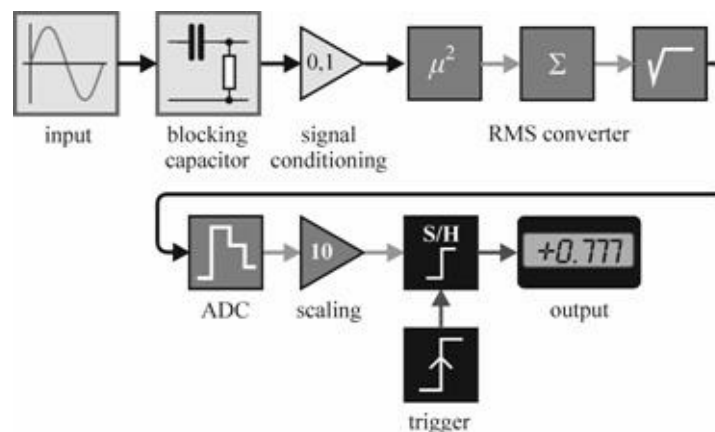 0,1
μ²
Σ
√
input
blocking
capacitor
signal
conditioning
RMS converter
10
S/H
+0.777
ADC
scaling
output
trigger